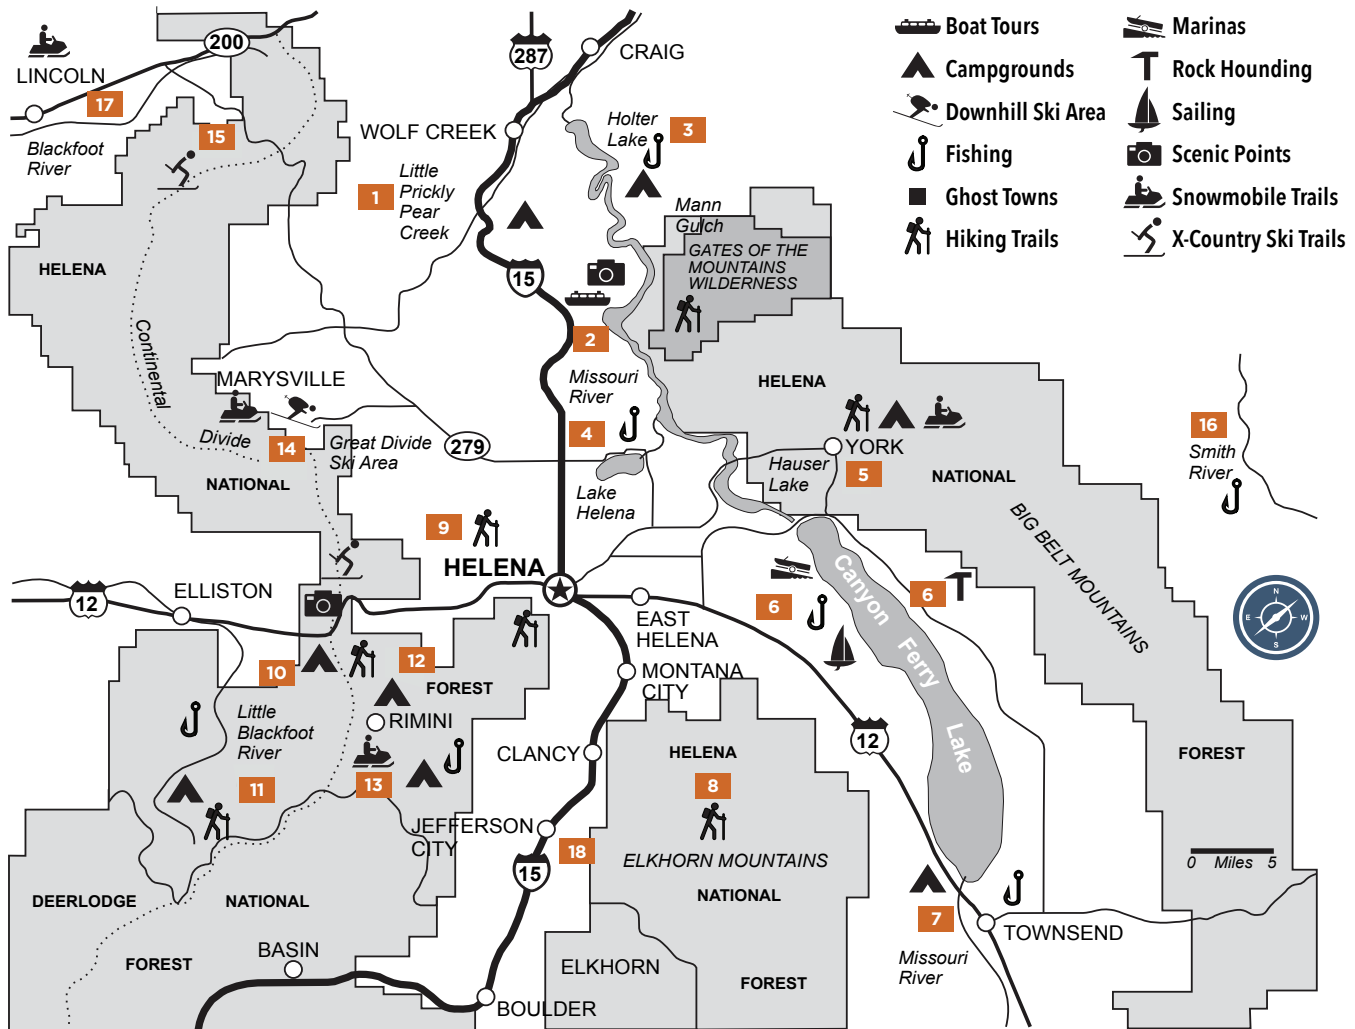 Boat Tours
Campgrounds
Downhill Ski Area
Fishing
Ghost Towns
Hiking Trails
Marinas
Rock Hounding
Sailing
Scenic Points
Snowmobile Trails
X-Country Ski Trails
200
LINCOLN
17
15
Blackfoot
River
287
CRAIG
WOLF CREEK
Holter
Lake
3
1
Little
Prickly
Pear
Creek
Mann
Gulch
GATES OF THE
MOUNTAINS
WILDERNESS
HELENA
15
Continental
2
MARYSVILLE
Missouri
River
HELENA
4
Divide
14
Great Divide
Ski Area
279
YORK
16
Smith
River
Hauser
Lake
5
NATIONAL
NATIONAL
Lake
Helena
BIG BELT MOUNTAINS
9
HELENA
12
ELLISTON
Canyon
Ferry
Lake
6
6
N
E
W
S
EAST
HELENA
10
12
FOREST
MONTANA
CITY
Little
Blackfoot
River
RIMINI
12
CLANCY
HELENA
FOREST
11
13
8
JEFFERSON
CITY
18
15
ELKHORN MOUNTAINS
0 Miles 5
DEERLODGE
NATIONAL
NATIONAL
7
TOWNSEND
BASIN
FOREST
ELKHORN
Missouri
River
FOREST
BOULDER